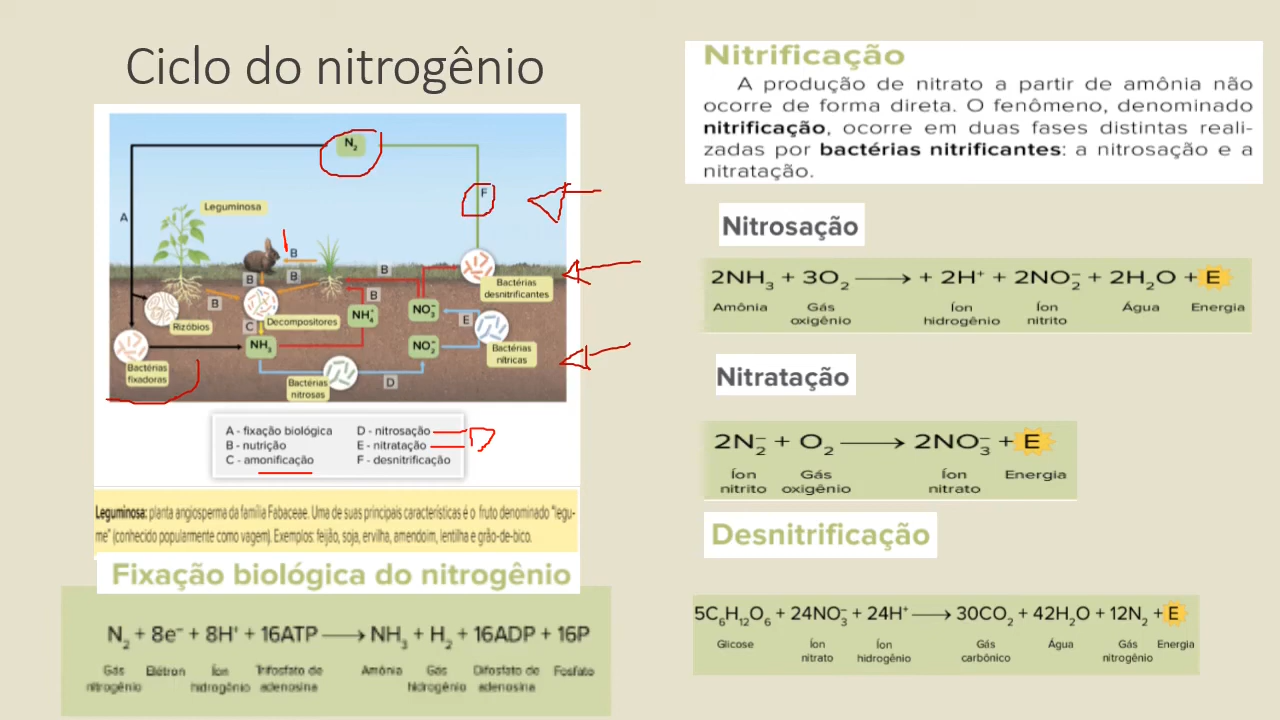 Ciclo do nitrogênio
N₂
A
F
Leguminosa
B
B
B
B
B
B
Rizóbios
Decompositores
C
NH₄⁺
NO₃⁻
Bactérias
desnitrificantes
E
NH₃
NO₂⁻
Bactérias
nítricas
Bactérias
fixadoras
Bactérias
nitrosas
D
A - fixação biológica
B - nutrição
C - amonificação
D - nitrosação
E - nitratação
F - desnitrificação
Leguminosa: planta angiosperma da família Fabaceae. Uma de suas principais características é o fruto denominado "legu-
me" (conhecido popularmente como vagem). Exemplos: feijão, soja, ervilha, amendoim, lentilha e grão-de-bico.
Fixação biológica do nitrogênio
N₂ + 8e⁻ + 8H⁺ + 16ATP ⟶ NH₃ + H₂ + 16ADP + 16P
Gás nitrogênio Elétron Íon hidrogênio Trifosfato de adenosina Amônia Gás hidrogênio Difosfato de adenosina Fosfato
Nitrificação
A produção de nitrato a partir de amônia não
ocorre de forma direta. O fenômeno, denominado
nitrificação, ocorre em duas fases distintas reali-
zadas por bactérias nitrificantes: a nitrosação e a
nitratação.
Nitrosação
2NH₃ + 3O₂ ⟶ + 2H⁺ + 2NO₂⁻ + 2H₂O + E
Amônia Gás oxigênio Íon hidrogênio Íon nitrito Água Energia
Nitratação
2N₂⁻ + O₂ ⟶ 2NO₃⁻ + E
Íon nitrito Gás oxigênio Íon nitrato Energia
Desnitrificação
5C₆H₁₂O₆ + 24NO₃⁻ + 24H⁺ ⟶ 30CO₂ + 42H₂O + 12N₂ + E
Glicose Íon nitrato Íon hidrogênio Gás carbônico Água Gás nitrogênio Energia